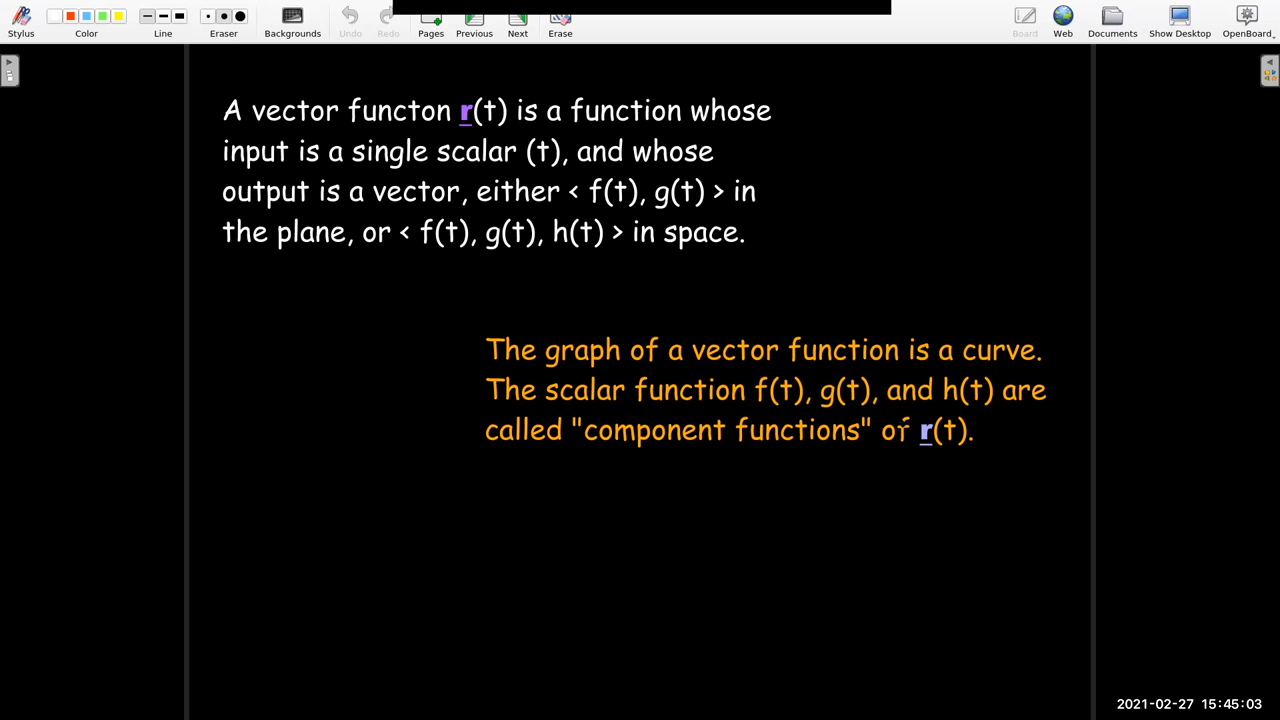 Stylus
Color
Line
Eraser
Backgrounds
Undo
Redo
Pages
Previous
Next
Erase
Board
Web
Documents
Show Desktop
OpenBoard
A vector functon r(t) is a function whose
input is a single scalar (t), and whose
output is a vector, either < f(t), g(t) > in
the plane, or < f(t), g(t), h(t) > in space.
The graph of a vector function is a curve.
The scalar function f(t), g(t), and h(t) are
called "component functions" of r(t).
2021-02-27 15:45:03